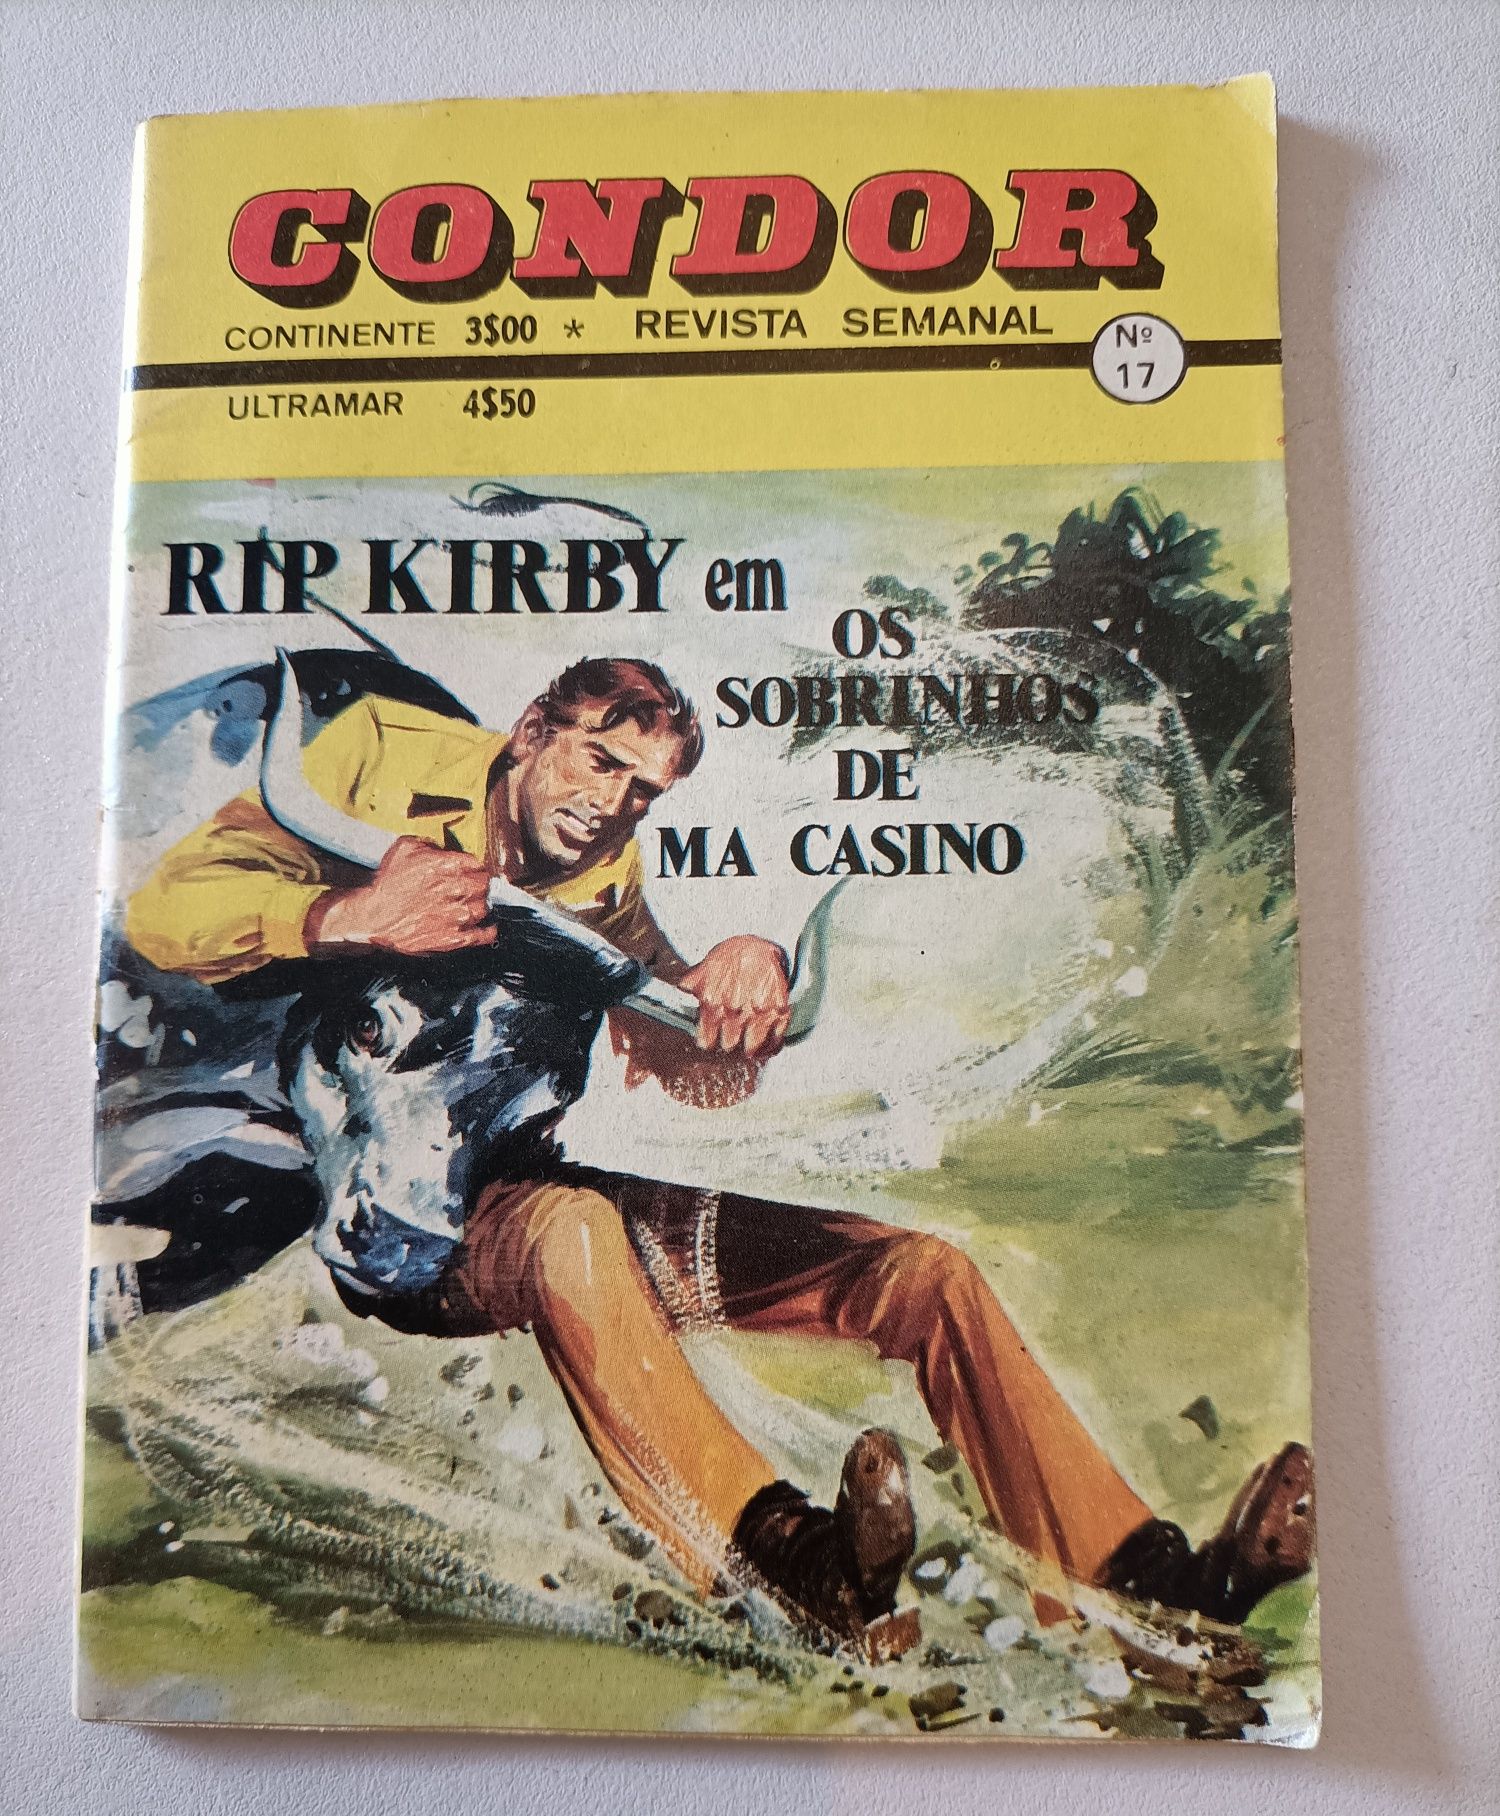 CONDOR
CONTINENTE 3$00 * REVISTA SEMANAL
Nº
17
ULTRAMAR 4$50
RIP KIRBY em
OS
SOBRINHOS
DE
MA CASINO